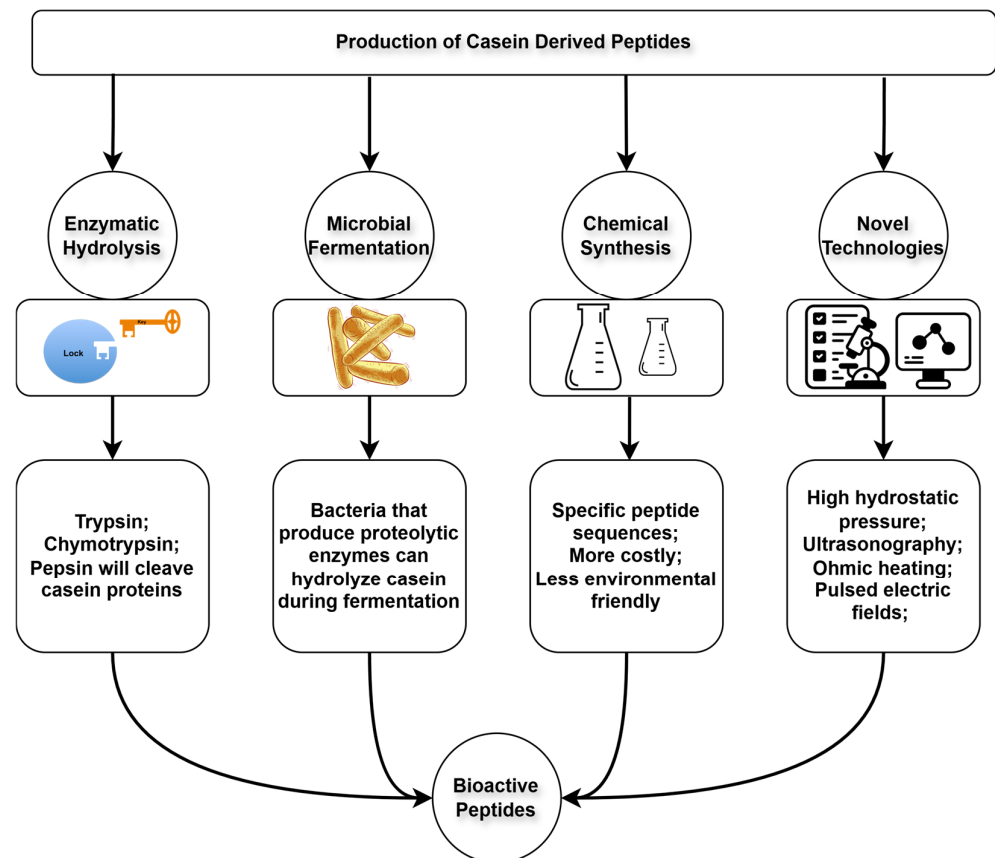 Production of Casein Derived Peptides
Enzymatic
Hydrolysis
Microbial
Fermentation
Chemical
Synthesis
Novel
Technologies
Lock
Key
Trypsin;
Chymotrypsin;
Pepsin will cleave
casein proteins
Bacteria that
produce proteolytic
enzymes can
hydrolyze casein
during fermentation
Specific peptide
sequences;
More costly;
Less environmental
friendly
High hydrostatic
pressure;
Ultrasonography;
Ohmic heating;
Pulsed electric
fields;
Bioactive
Peptides